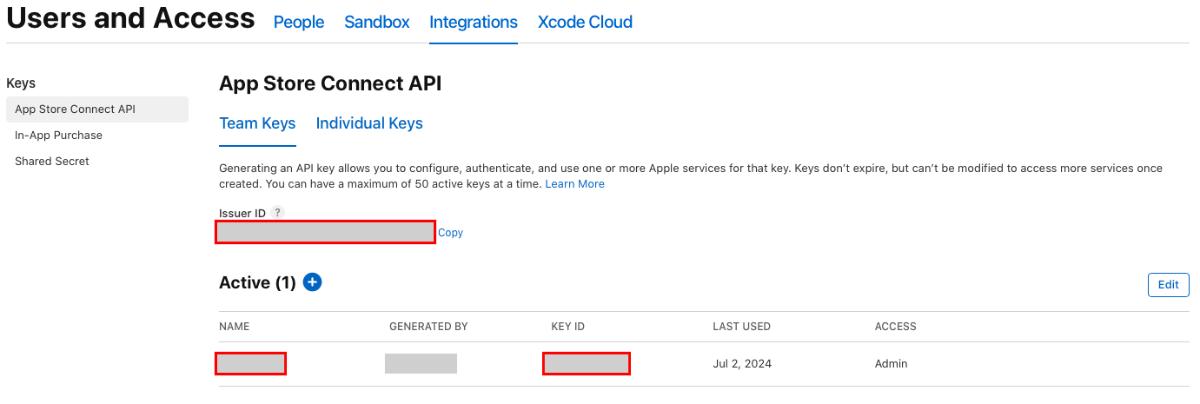 Users and Access People Sandbox Integrations Xcode Cloud
Keys
App Store Connect API
In-App Purchase
Shared Secret
App Store Connect API
Team Keys Individual Keys
Generating an API key allows you to configure, authenticate, and use one or more Apple services for that key. Keys don't expire, but can't be modified to access more services once
created. You can have a maximum of 50 active keys at a time. Learn More
Issuer ID ?
Copy
Active (1) +
Edit
NAME GENERATED BY KEY ID LAST USED ACCESS
Jul 2, 2024 Admin